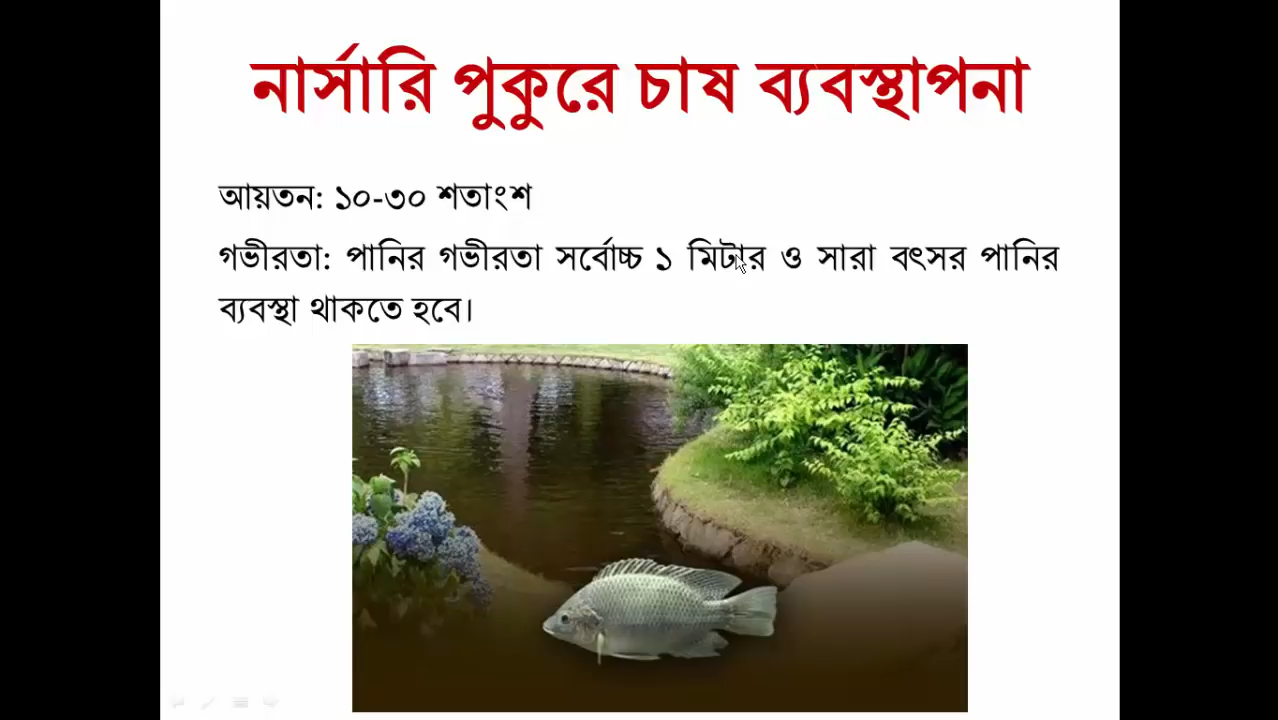 নার্সারি পুকুরে চাষ ব্যবস্থাপনা
আয়তন: ১০-৩০ শতাংশ
গভীরতা: পানির গভীরতা সর্বোচ্চ ১ মিটার ও সারা বৎসর পানির
ব্যবস্থা থাকতে হবে।